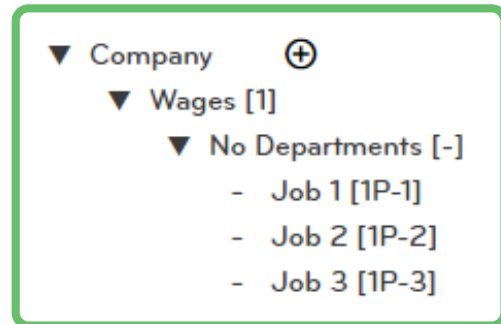 ▼ Company ⊕
▼ Wages [1]
▼ No Departments [-]
- Job 1 [1P-1]
- Job 2 [1P-2]
- Job 3 [1P-3]